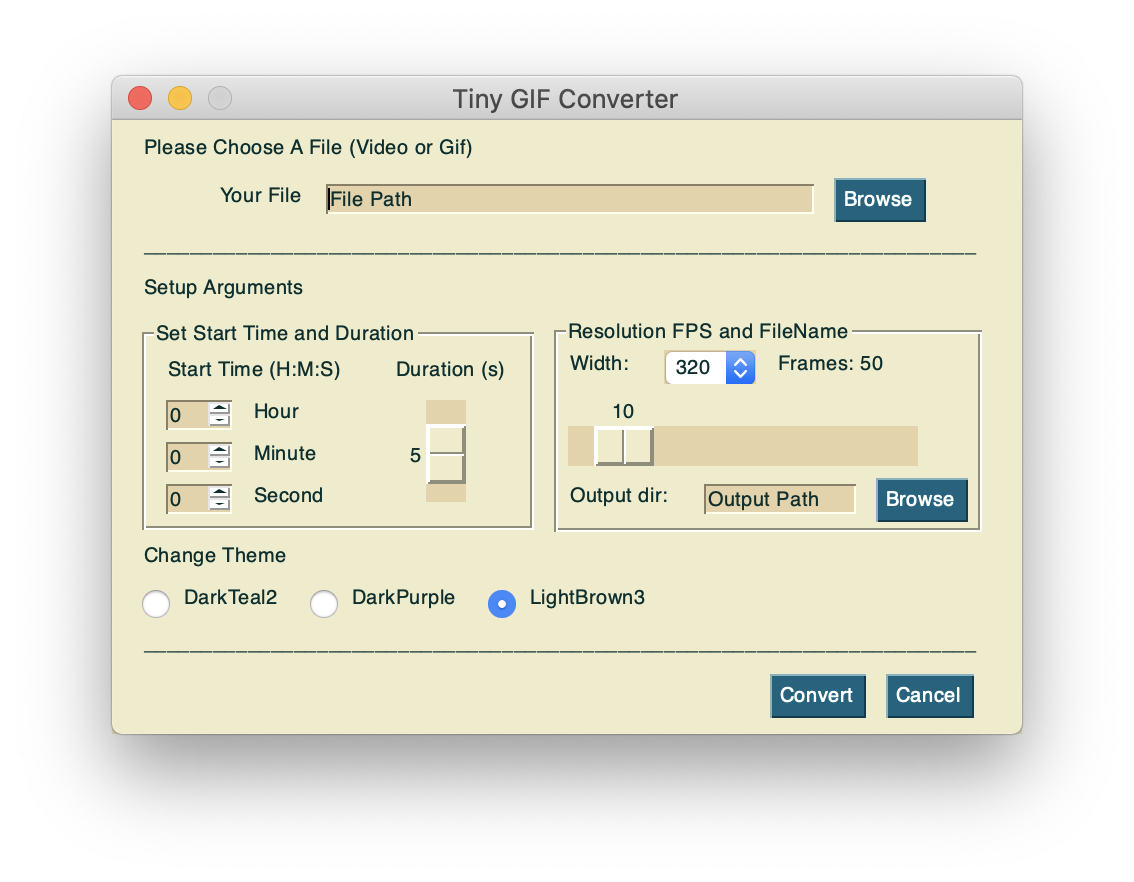 Tiny GIF Converter
Please Choose A File (Video or Gif)
Your File File Path Browse
Setup Arguments
Set Start Time and Duration
Start Time (H:M:S) Duration (s)
0 Hour
0 Minute 5
0 Second
Resolution FPS and FileName
Width: 320 Frames: 50
10
Output dir: Output Path Browse
Change Theme
DarkTeal2 DarkPurple LightBrown3
Convert Cancel